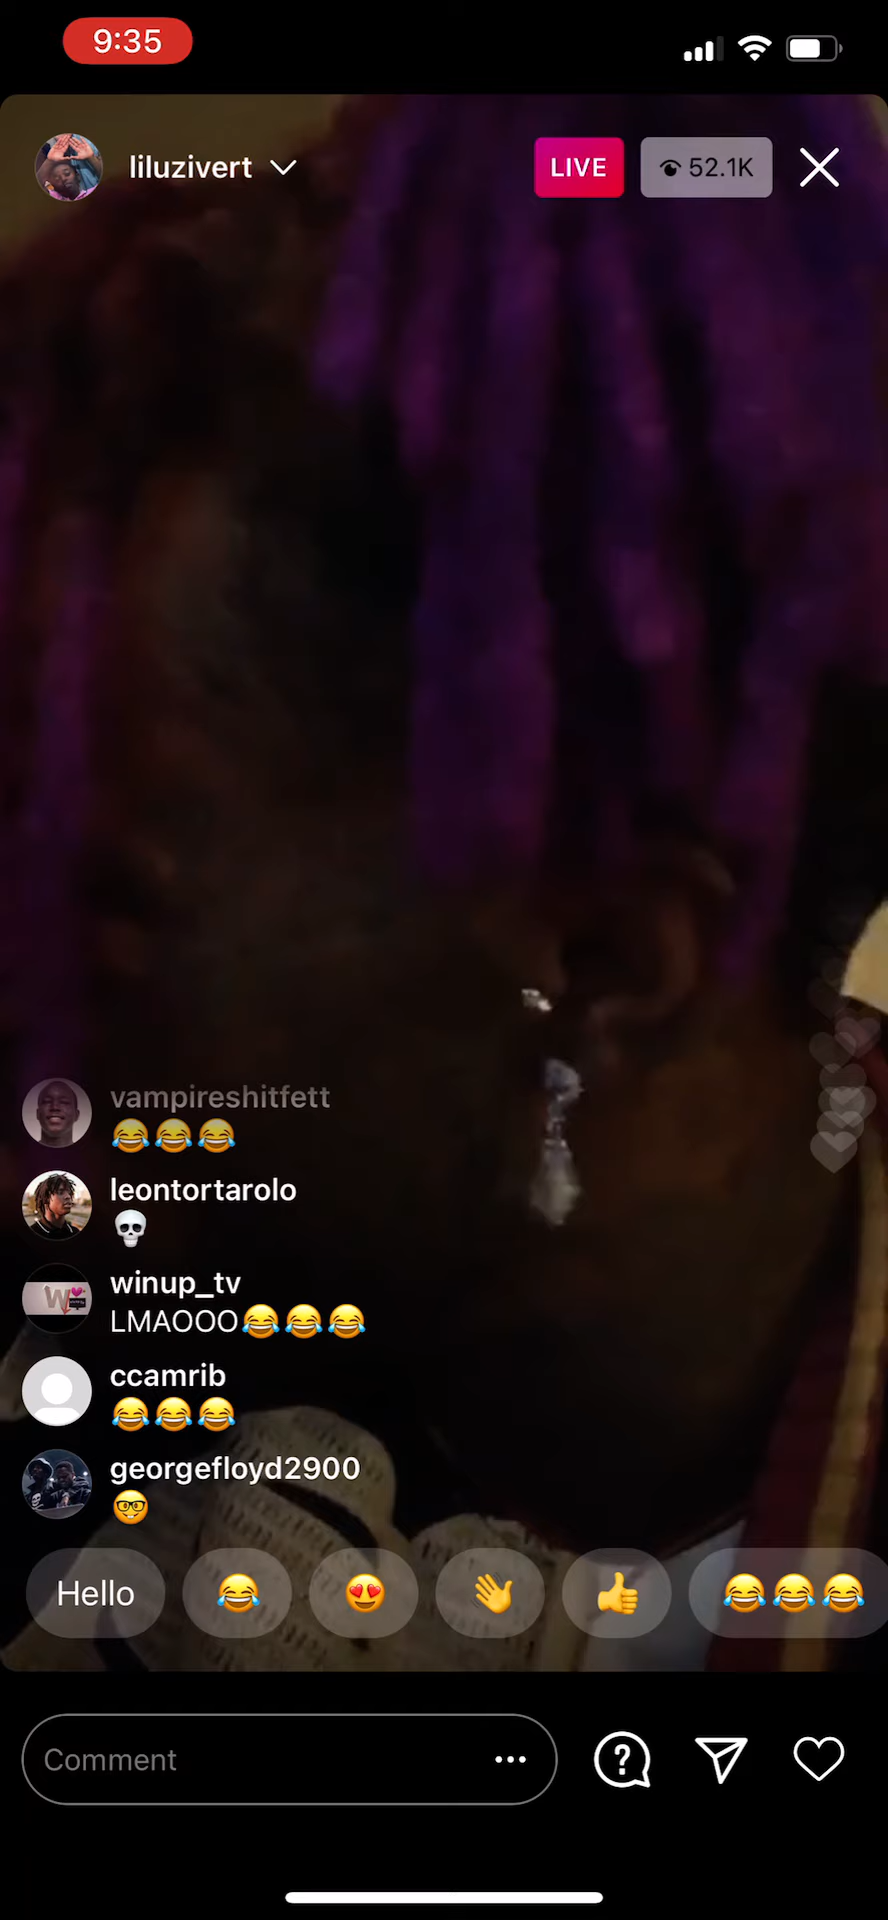 9:35
liluzivert
LIVE
52.1K
vampireshitfett
😂😂😂
leontortarolo
💀
winup_tv
LMAOOO😂😂😂
ccamrib
😂😂😂
georgefloyd2900
🤓
Hello 😂 😍 👋 👍 😂😂😂
Comment